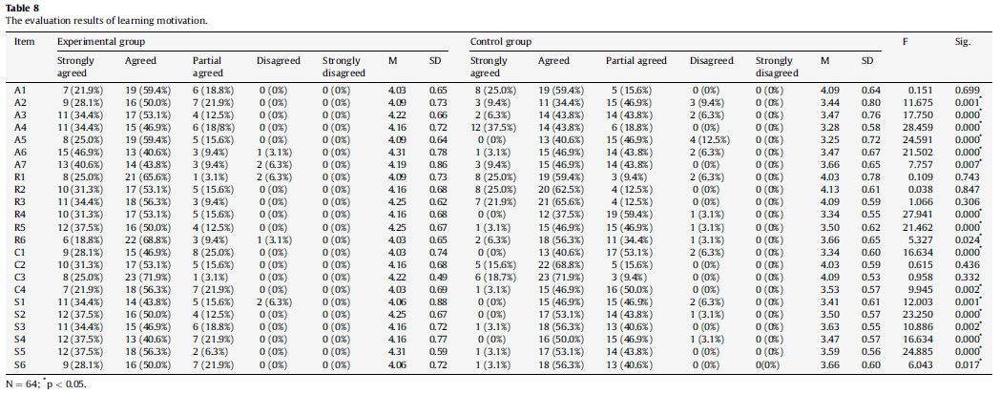 Table 8
The evaluation results of learning motivation.
Item Experimental group Control group F Sig.
Strongly agreed Agreed Partial agreed Disagreed Strongly disagreed M SD Strongly agreed Agreed Partial agreed Disagreed Strongly disagreed M SD
A1 7 (21.9%) 19 (59.4%) 6 (18.8%) 0 (0%) 0 (0%) 4.03 0.65 8 (25.0%) 19 (59.4%) 5 (15.6%) 0 (0%) 0 (0%) 4.09 0.64 0.151 0.699
A2 9 (28.1%) 16 (50.0%) 7 (21.9%) 0 (0%) 0 (0%) 4.09 0.73 3 (9.4%) 11 (34.4%) 15 (46.9%) 3 (9.4%) 0 (0%) 3.44 0.80 11.675 0.001*
A3 11 (34.4%) 17 (53.1%) 4 (12.5%) 0 (0%) 0 (0%) 4.22 0.66 2 (6.3%) 14 (43.8%) 14 (43.8%) 2 (6.3%) 0 (0%) 3.47 0.76 17.750 0.000*
A4 11 (34.4%) 15 (46.9%) 6 (18/8%) 0 (0%) 0 (0%) 4.16 0.72 12 (37.5%) 14 (43.8%) 6 (18.8%) 0 (0%) 0 (0%) 3.28 0.58 28.459 0.000*
A5 8 (25.0%) 19 (59.4%) 5 (15.6%) 0 (0%) 0 (0%) 4.09 0.64 0 (0%) 13 (40.6%) 15 (46.9%) 4 (12.5%) 0 (0%) 3.25 0.72 24.591 0.000*
A6 15 (46.9%) 13 (40.6%) 3 (9.4%) 1 (3.1%) 0 (0%) 4.31 0.78 1 (3.1%) 15 (46.9%) 14 (43.8%) 2 (6.3%) 0 (0%) 3.47 0.67 21.502 0.000*
A7 13 (40.6%) 14 (43.8%) 3 (9.4%) 2 (6.3%) 0 (0%) 4.19 0.86 3 (9.4%) 15 (46.9%) 14 (43.8%) 0 (0%) 0 (0%) 3.66 0.65 7.757 0.007*
R1 8 (25.0%) 21 (65.6%) 1 (3.1%) 2 (6.3%) 0 (0%) 4.09 0.73 8 (25.0%) 19 (59.4%) 3 (9.4%) 2 (6.3%) 0 (0%) 4.03 0.78 0.109 0.743
R2 10 (31.3%) 17 (53.1%) 5 (15.6%) 0 (0%) 0 (0%) 4.16 0.68 8 (25.0%) 20 (62.5%) 4 (12.5%) 0 (0%) 0 (0%) 4.13 0.61 0.038 0.847
R3 11 (34.4%) 18 (56.3%) 3 (9.4%) 0 (0%) 0 (0%) 4.25 0.62 7 (21.9%) 21 (65.6%) 4 (12.5%) 0 (0%) 0 (0%) 4.09 0.59 1.066 0.306
R4 10 (31.3%) 17 (53.1%) 5 (15.6%) 0 (0%) 0 (0%) 4.16 0.68 0 (0%) 12 (37.5%) 19 (59.4%) 1 (3.1%) 0 (0%) 3.34 0.55 27.941 0.000*
R5 12 (37.5%) 16 (50.0%) 4 (12.5%) 0 (0%) 0 (0%) 4.25 0.67 1 (3.1%) 15 (46.9%) 15 (46.9%) 1 (3.1%) 0 (0%) 3.50 0.62 21.462 0.000*
R6 6 (18.8%) 22 (68.8%) 3 (9.4%) 1 (3.1%) 0 (0%) 4.03 0.65 2 (6.3%) 18 (56.3%) 11 (34.4%) 1 (3.1%) 0 (0%) 3.66 0.65 5.327 0.024*
C1 9 (28.1%) 15 (46.9%) 8 (25.0%) 0 (0%) 0 (0%) 4.03 0.74 0 (0%) 13 (40.6%) 17 (53.1%) 2 (6.3%) 0 (0%) 3.34 0.60 16.634 0.000*
C2 10 (31.3%) 17 (53.1%) 5 (15.6%) 0 (0%) 0 (0%) 4.16 0.68 5 (15.6%) 22 (68.8%) 5 (15.6%) 0 (0%) 0 (0%) 4.03 0.59 0.615 0.436
C3 8 (25.0%) 23 (71.9%) 1 (3.1%) 0 (0%) 0 (0%) 4.22 0.49 6 (18.7%) 23 (71.9%) 3 (9.4%) 0 (0%) 0 (0%) 4.09 0.53 0.958 0.332
C4 7 (21.9%) 18 (56.3%) 7 (21.9%) 0 (0%) 0 (0%) 4.03 0.69 1 (3.1%) 15 (46.9%) 16 (50.0%) 0 (0%) 0 (0%) 3.53 0.57 9.945 0.002*
S1 11 (34.4%) 14 (43.8%) 5 (15.6%) 2 (6.3%) 0 (0%) 4.06 0.88 0 (0%) 15 (46.9%) 15 (46.9%) 2 (6.3%) 0 (0%) 3.41 0.61 12.003 0.001*
S2 12 (37.5%) 16 (50.0%) 4 (12.5%) 0 (0%) 0 (0%) 4.25 0.67 0 (0%) 17 (53.1%) 14 (43.8%) 1 (3.1%) 0 (0%) 3.50 0.57 23.250 0.000*
S3 11 (34.4%) 15 (46.9%) 6 (18.8%) 0 (0%) 0 (0%) 4.16 0.72 1 (3.1%) 18 (56.3%) 13 (40.6%) 0 (0%) 0 (0%) 3.63 0.55 10.886 0.002*
S4 12 (37.5%) 13 (40.6%) 7 (21.9%) 0 (0%) 0 (0%) 4.16 0.77 0 (0%) 16 (50.0%) 15 (46.9%) 1 (3.1%) 0 (0%) 3.47 0.57 16.634 0.000*
S5 12 (37.5%) 18 (56.3%) 2 (6.3%) 0 (0%) 0 (0%) 4.31 0.59 1 (3.1%) 17 (53.1%) 14 (43.8%) 0 (0%) 0 (0%) 3.59 0.56 24.885 0.000*
S6 9 (28.1%) 16 (50.0%) 7 (21.9%) 0 (0%) 0 (0%) 4.06 0.72 1 (3.1%) 18 (56.3%) 13 (40.6%) 0 (0%) 0(0%) 3.66 0.60 6.043 0.017*
N = 64; *p < 0.05.